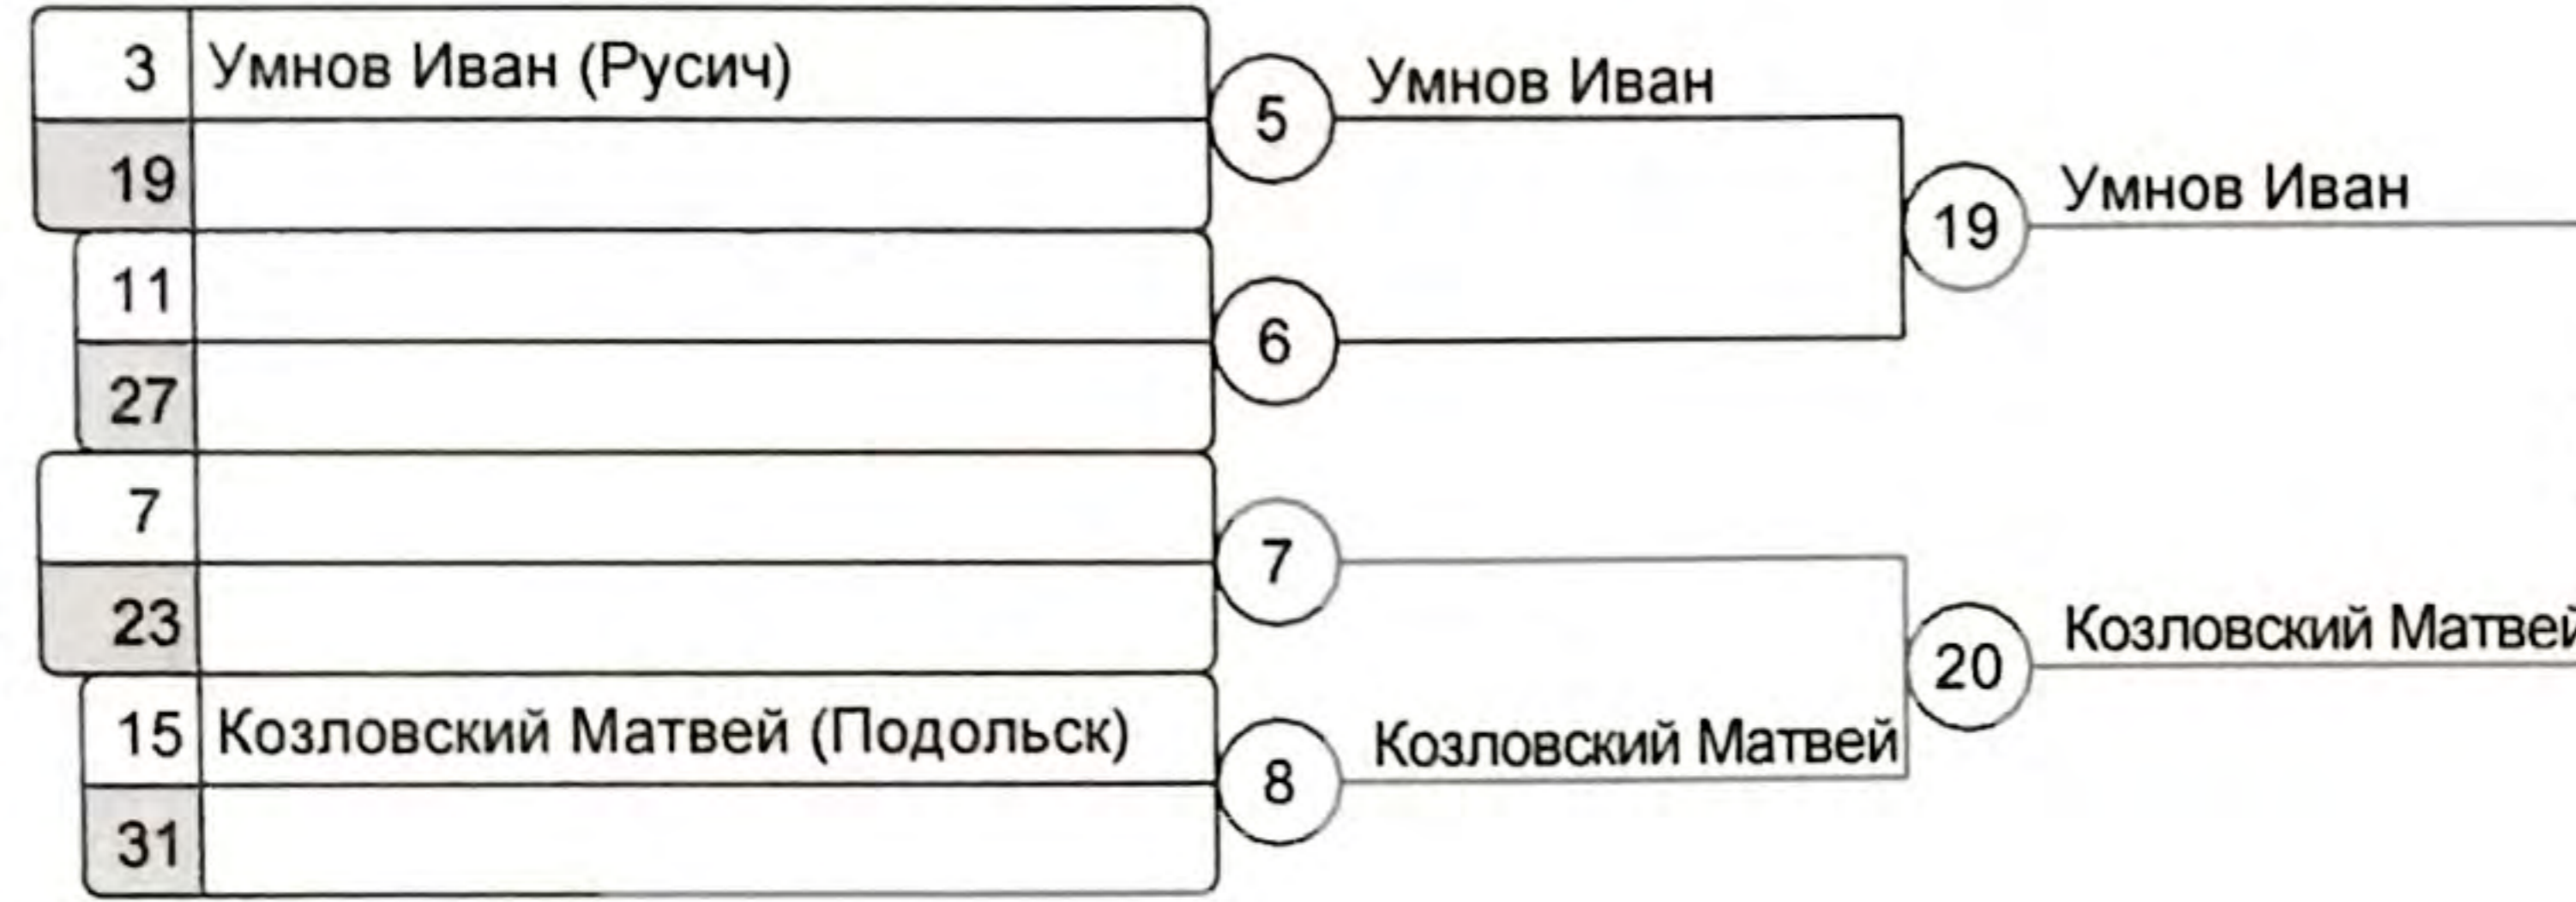 3 Умнов Иван (Русич)
19
5 Умнов Иван
19 Умнов Иван
11
27
6
7
23
7
20 Козловский Матвей
15 Козловский Матвей (Подольск)
31
8 Козловский Матвей